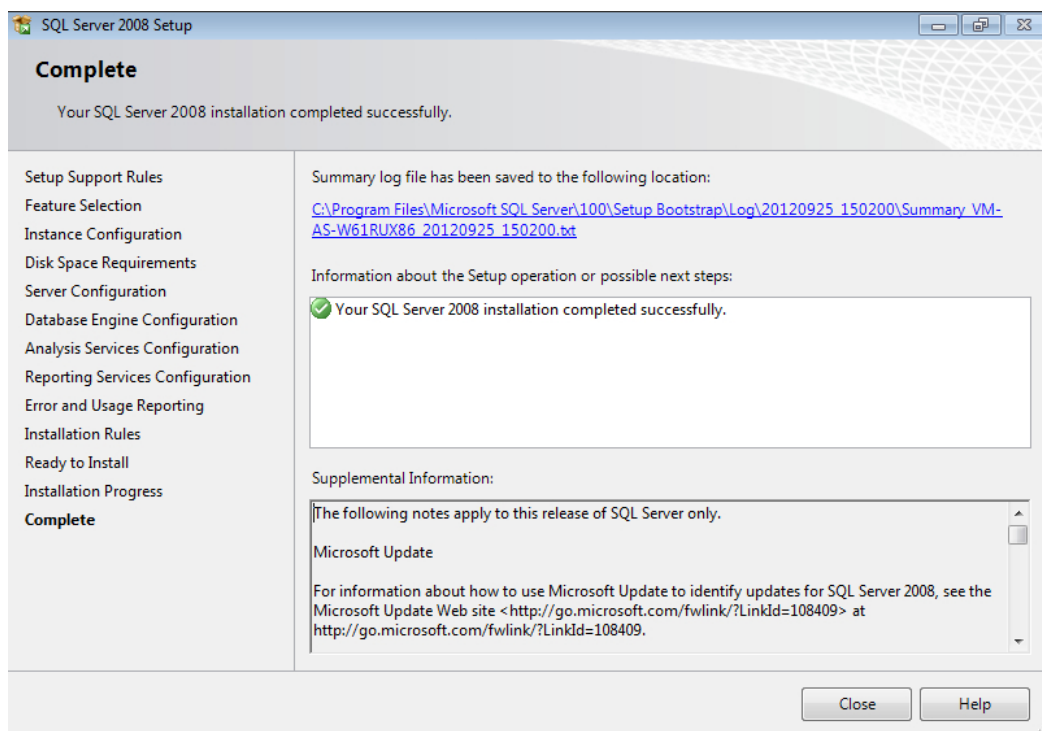 SQL Server 2008 Setup
Complete
Your SQL Server 2008 installation completed successfully.
Setup Support Rules
Feature Selection
Instance Configuration
Disk Space Requirements
Server Configuration
Database Engine Configuration
Analysis Services Configuration
Reporting Services Configuration
Error and Usage Reporting
Installation Rules
Ready to Install
Installation Progress
Complete
Summary log file has been saved to the following location:
C:\Program Files\Microsoft SQL Server\100\Setup Bootstrap\Log\20120925_150200\Summary_VM-
AS-W61RUX86_20120925_150200.txt
Information about the Setup operation or possible next steps:
Your SQL Server 2008 installation completed successfully.
Supplemental Information:
The following notes apply to this release of SQL Server only.
Microsoft Update
For information about how to use Microsoft Update to identify updates for SQL Server 2008, see the
Microsoft Update Web site <http://go.microsoft.com/fwlink/?LinkId=108409> at
http://go.microsoft.com/fwlink/?LinkId=108409.
Close
Help